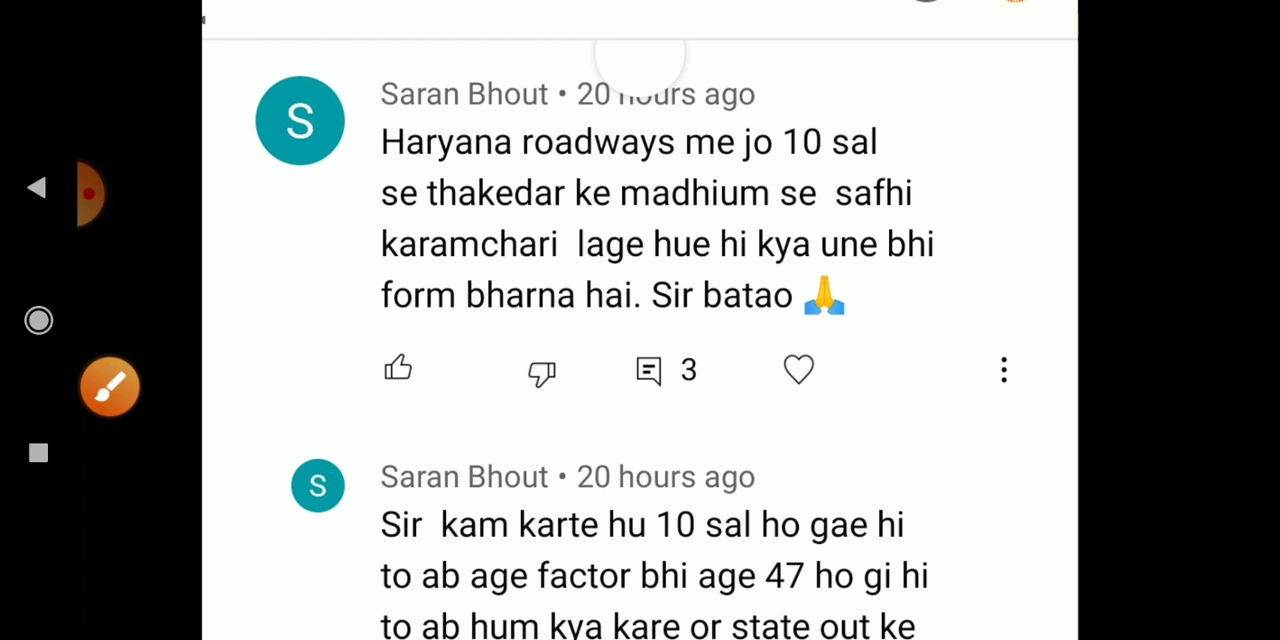 Saran Bhout • 20 hours ago
Haryana roadways me jo 10 sal
se thakedar ke madhium se safhi
karamchari lage hue hi kya une bhi
form bharna hai. Sir batao 🙏
3
S
S
Saran Bhout • 20 hours ago
Sir kam karte hu 10 sal ho gae hi
to ab age factor bhi age 47 ho gi hi
to ab hum kya kare or state out ke